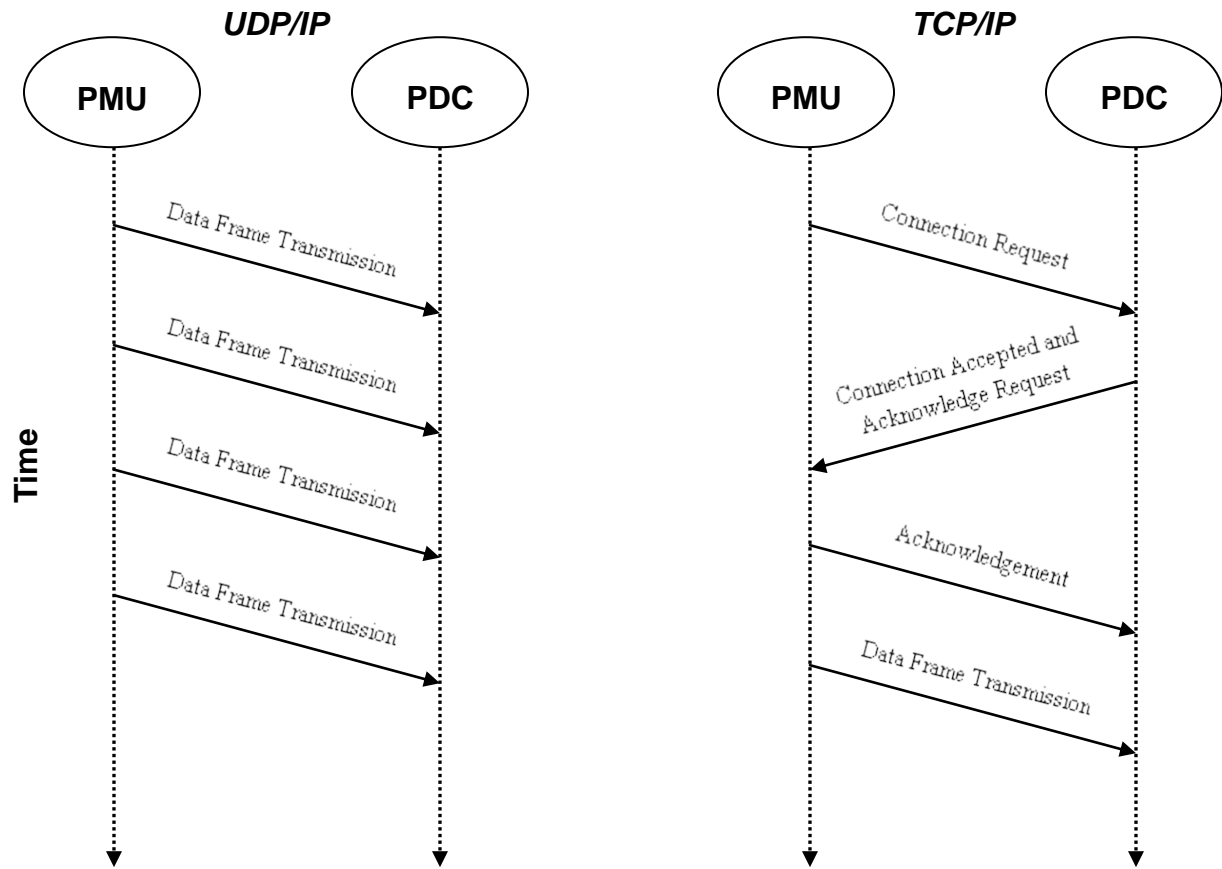 UDP/IP
TCP/IP
PMU
PDC
PMU
PDC
Time
Data Frame Transmission
Data Frame Transmission
Data Frame Transmission
Data Frame Transmission
Connection Request
Connection Accepted and
Acknowledge Request
Acknowledgement
Data Frame Transmission